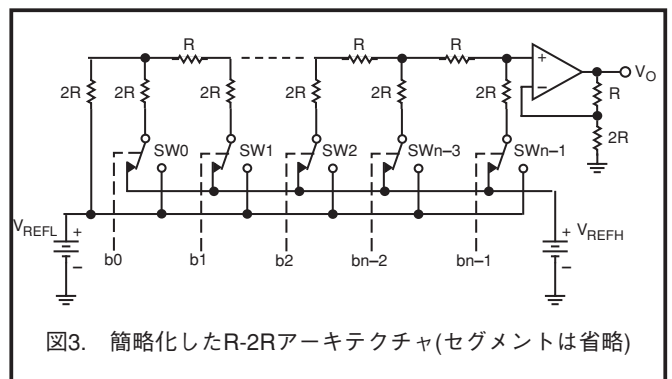 R R R
2R 2R 2R 2R 2R 2R
+ − VO
R
2R
SW0 SW1 SW2 SWn–3 SWn–1
VREFL + −
VREFH + −
b0 b1 b2 bn–2 bn–1
図3. 簡略化したR-2Rアーキテクチャ(セグメントは省略)